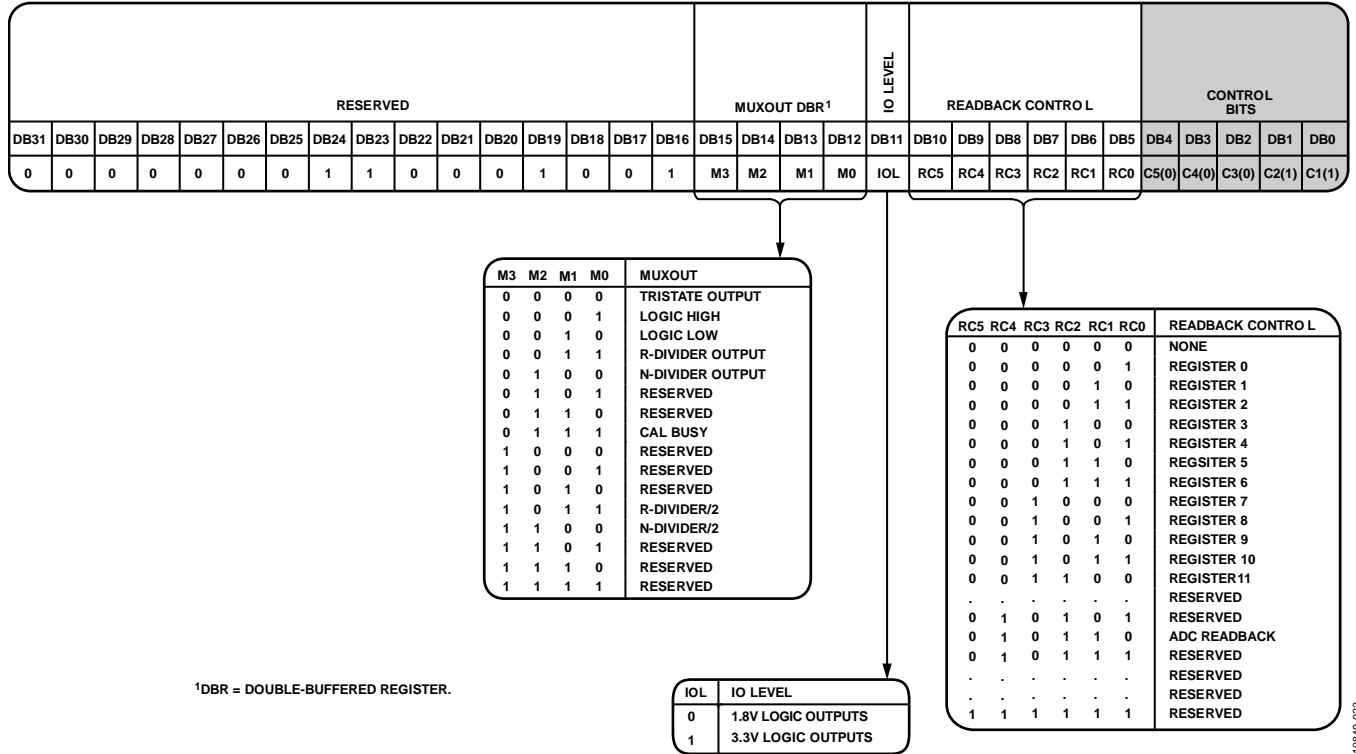 RESERVED MUXOUT DBR1 IO LEVEL READBACK CONTRO L CONTROL BITS
DB31 DB30 DB29 DB28 DB27 DB26 DB25 DB24 DB23 DB22 DB21 DB20 DB19 DB18 DB17 DB16 DB15 DB14 DB13 DB12 DB11 DB10 DB9 DB8 DB7 DB6 DB5 DB4 DB3 DB2 DB1 DB0
0 0 0 0 0 0 0 1 1 0 0 0 1 0 0 1 M3 M2 M1 M0 IOL RC5 RC4 RC3 RC2 RC1 RC0 C5(0) C4(0) C3(0) C2(1) C1(1)
M3 M2 M1 M0 MUXOUT
0 0 0 0 TRISTATE OUTPUT
0 0 0 1 LOGIC HIGH
0 0 1 0 LOGIC LOW
0 0 1 1 R-DIVIDER OUTPUT
0 1 0 0 N-DIVIDER OUTPUT
0 1 0 1 RESERVED
0 1 1 0 RESERVED
0 1 1 1 CAL BUSY
1 0 0 0 RESERVED
1 0 0 1 RESERVED
1 0 1 0 RESERVED
1 0 1 1 R-DIVIDER/2
1 1 0 0 N-DIVIDER/2
1 1 0 1 RESERVED
1 1 1 0 RESERVED
1 1 1 1 RESERVED
RC5 RC4 RC3 RC2 RC1 RC0 READBACK CONTRO L
0 0 0 0 0 0 NONE
0 0 0 0 0 1 REGISTER 0
0 0 0 0 1 0 REGISTER 1
0 0 0 0 1 1 REGISTER 2
0 0 0 1 0 0 REGISTER 3
0 0 0 1 0 1 REGISTER 4
0 0 0 1 1 0 REGSITER 5
0 0 0 1 1 1 REGISTER 6
0 0 1 0 0 0 REGISTER 7
0 0 1 0 0 1 REGISTER 8
0 0 1 0 1 0 REGISTER 9
0 0 1 0 1 1 REGISTER 10
0 0 1 1 0 0 REGISTER11
. . . . . . RESERVED
0 1 0 1 0 1 RESERVED
0 1 0 1 1 0 ADC READBACK
0 1 0 1 1 1 RESERVED
. . . . . . RESERVED
. . . . . . RESERVED
1 1 1 1 1 1 RESERVED
1DBR = DOUBLE-BUFFERED REGISTER.
IOL IO LEVEL
0 1.8V LOGIC OUTPUTS
1 3.3V LOGIC OUTPUTS